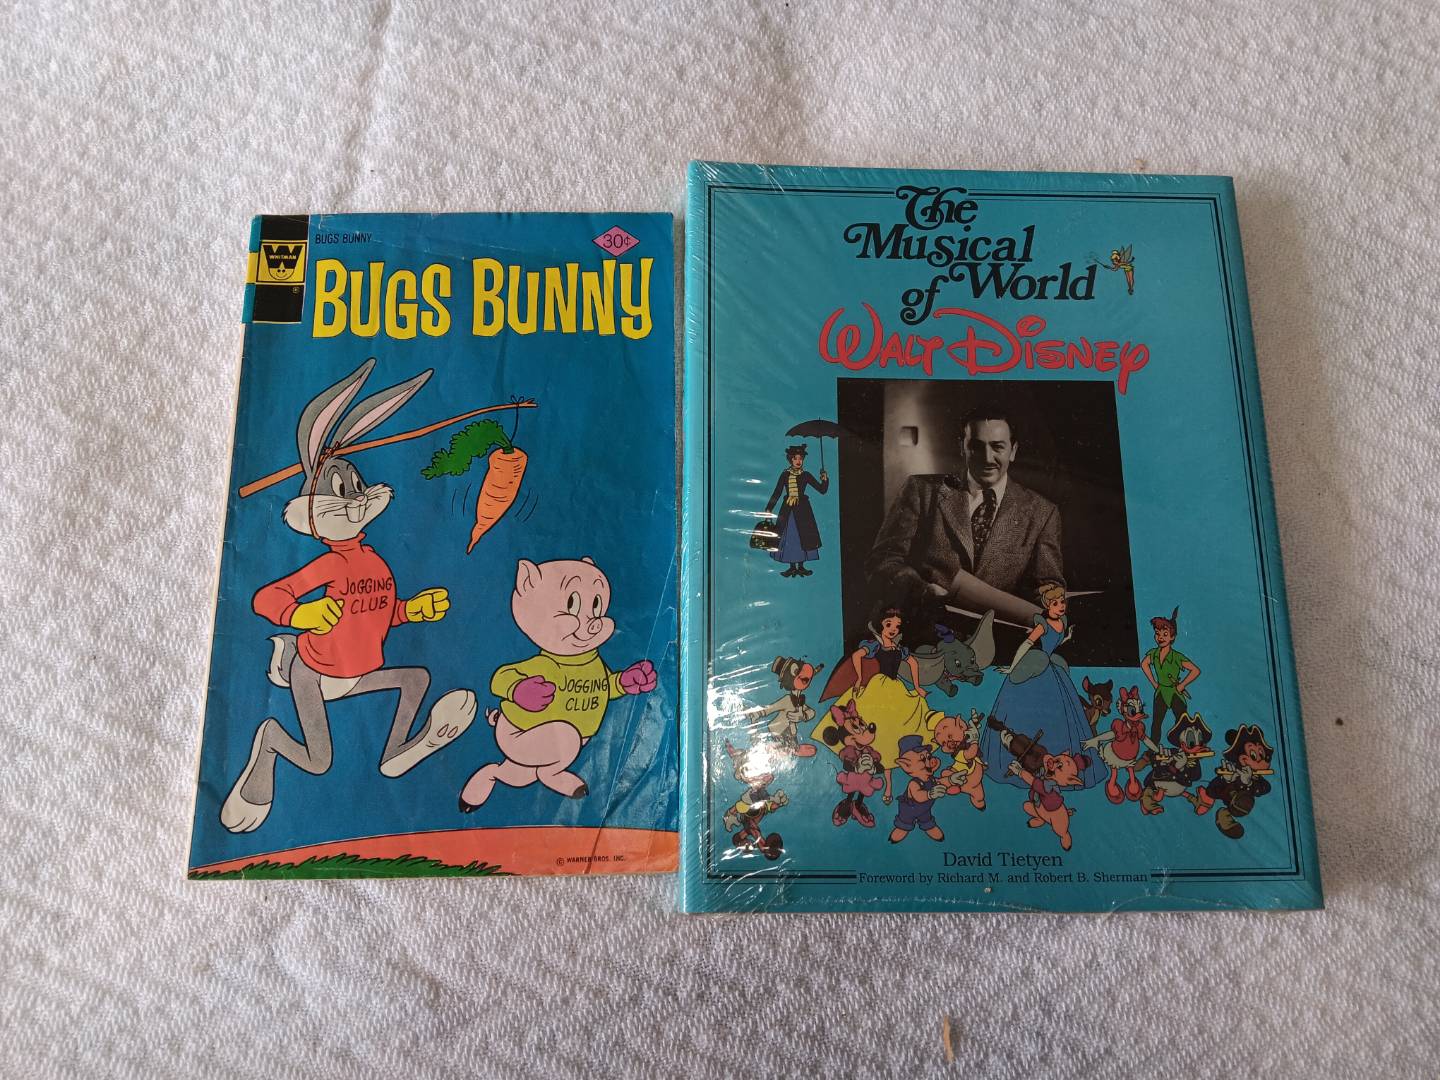 WHITMAN
®
BUGS BUNNY
30¢
BUGS BUNNY
JOGGING
CLUB
JOGGING
CLUB
© WARNER BROS. INC.
The
Musical
of World
WALT DISNEY
David Tietyen
Foreword by Richard M. and Robert B. Sherman